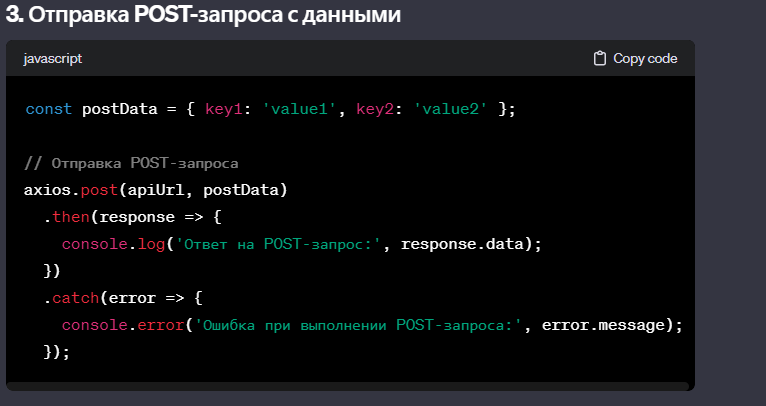 3. Отправка POST-запроса с данными
javascript
Copy code
const postData = { key1: 'value1', key2: 'value2' };
// Отправка POST-запроса
axios.post(apiUrl, postData)
.then(response => {
console.log('Ответ на POST-запрос:', response.data);
})
.catch(error => {
console.error('Ошибка при выполнении POST-запроса:', error.message);
});